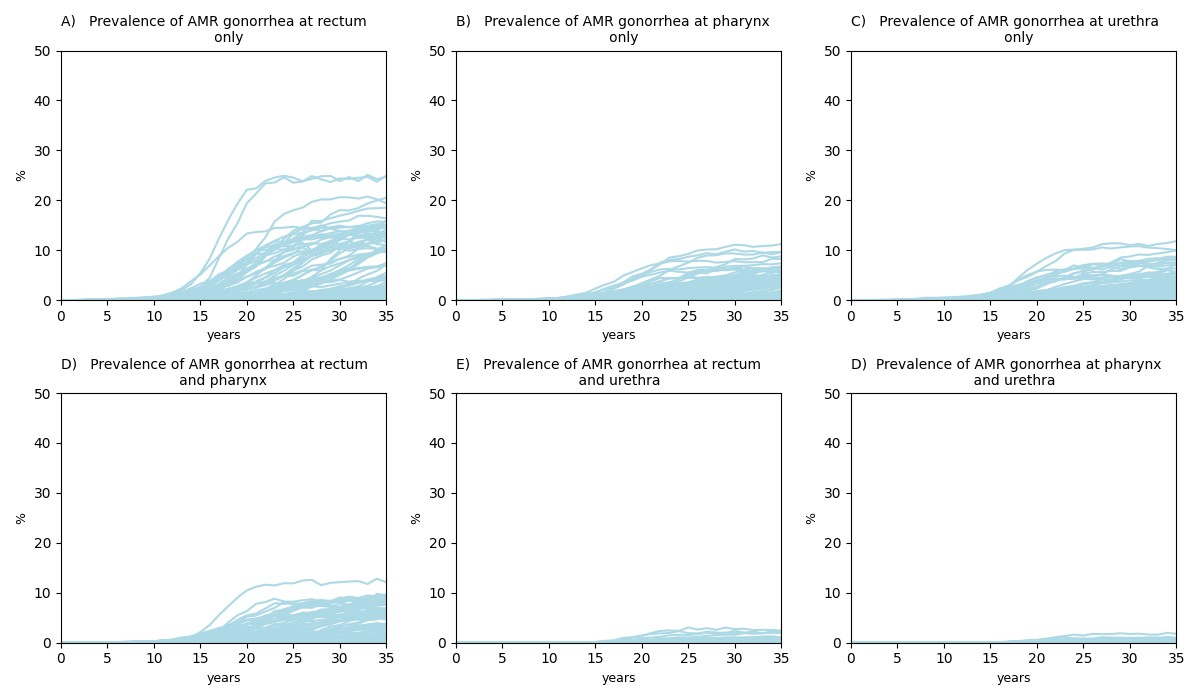 A)   Prevalence of AMR gonorrhea at rectum
only
50
40
30
20
10
0
%
0 5 10 15 20 25 30 35
years
B)   Prevalence of AMR gonorrhea at pharynx
only
50
40
30
20
10
0
%
0 5 10 15 20 25 30 35
years
C)   Prevalence of AMR gonorrhea at urethra
only
50
40
30
20
10
0
%
0 5 10 15 20 25 30 35
years
D)   Prevalence of AMR gonorrhea at rectum
and pharynx
50
40
30
20
10
0
%
0 5 10 15 20 25 30 35
years
E)   Prevalence of AMR gonorrhea at rectum
and urethra
50
40
30
20
10
0
%
0 5 10 15 20 25 30 35
years
D)  Prevalence of AMR gonorrhea at pharynx
and urethra
50
40
30
20
10
0
%
0 5 10 15 20 25 30 35
years